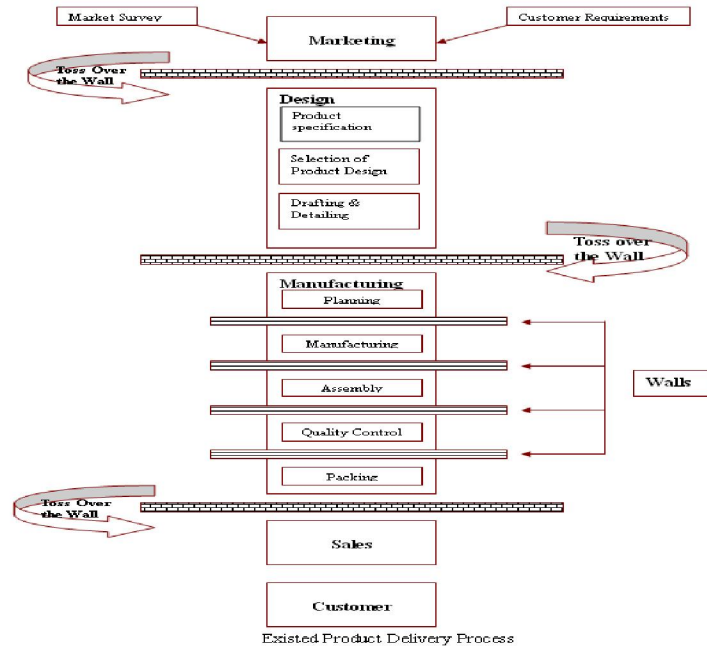 Market Survey
Customer Requirements
Marketing
Toss Over
the Wall
Design
Product
specification
Selection of
Product Design
Drafting &
Detailing
Toss over
the Wall
Manufacturing
Planning
Manufacturing
Assembly
Walls
Quality Control
Packing
Toss Over
the Wall
Sales
Customer
Existed Product Delivery Process